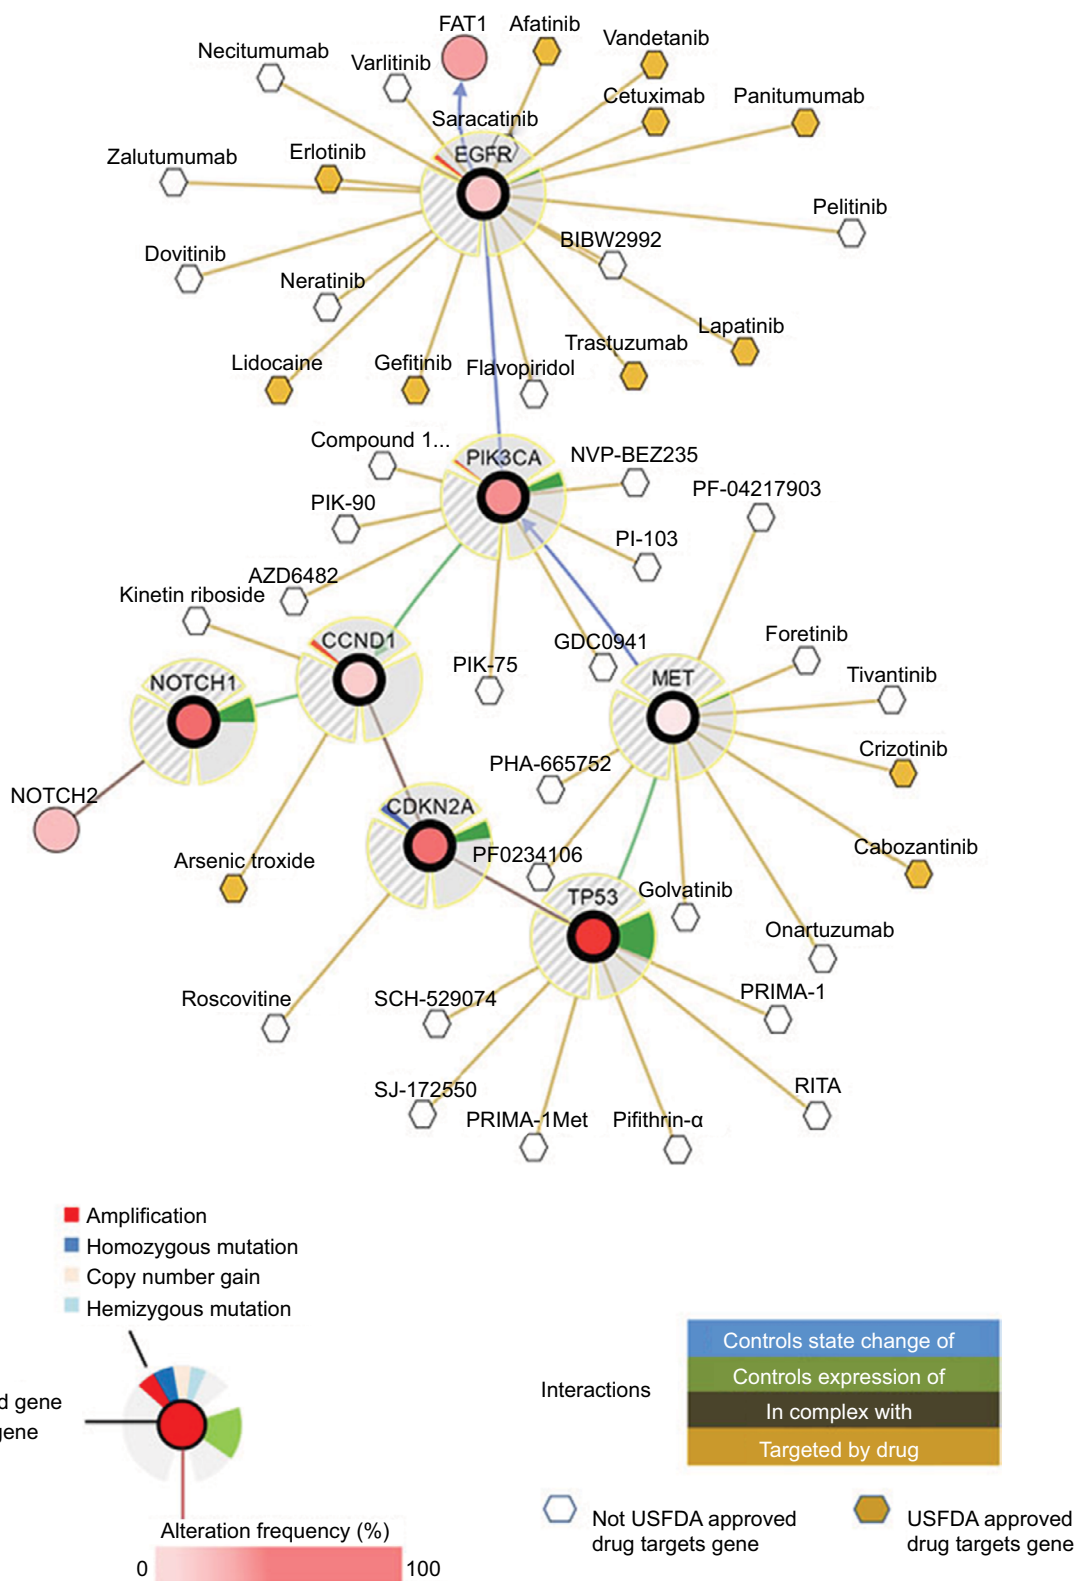 FAT1
Afatinib
Vandetanib
Necitumumab
Varlitinib
Cetuximab
Panitumumab
Saracatinib
EGFR
Zalutumumab
Erlotinib
Pelitinib
BIBW2992
Dovitinib
Neratinib
Lapatinib
Trastuzumab
Lidocaine
Gefitinib
Flavopiridol
Compound 1...
PIK3CA
NVP-BEZ235
PF-04217903
PIK-90
PI-103
AZD6482
Kinetin riboside
CCND1
GDC0941
Foretinib
PIK-75
NOTCH1
MET
Tivantinib
PHA-665752
Crizotinib
NOTCH2
CDKN2A
Arsenic troxide
PF0234106
Cabozantinib
TP53
Golvatinib
Onartuzumab
Roscovitine
SCH-529074
PRIMA-1
SJ-172550
RITA
PRIMA-1Met
Pifithrin-α
Amplification
Homozygous mutation
Copy number gain
Hemizygous mutation
d gene
gene
Alteration frequency (%)
0
100
Interactions
Controls state change of
Controls expression of
In complex with
Targeted by drug
Not USFDA approved
drug targets gene
USFDA approved
drug targets gene